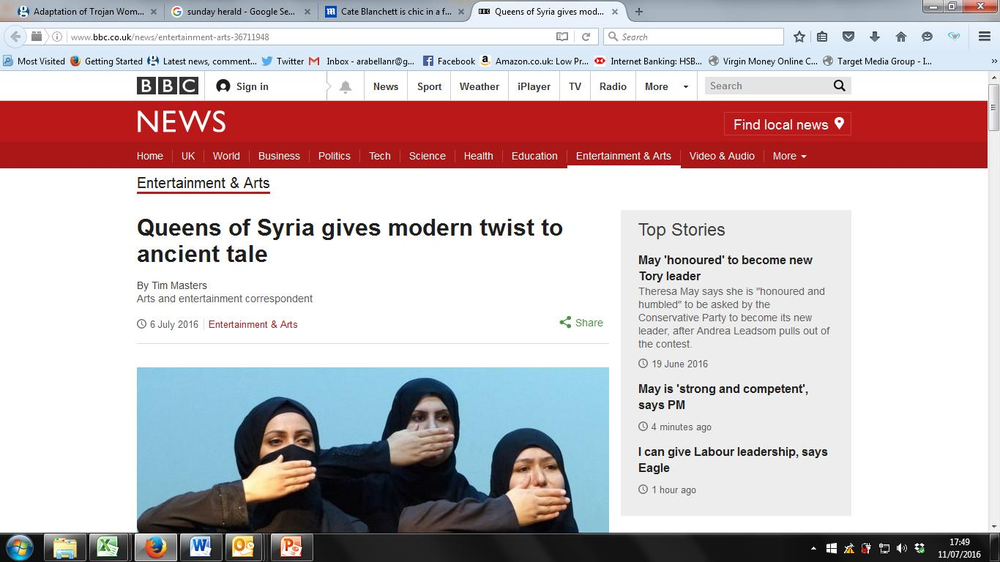 Adaptation of Trojan Wom...
sunday herald - Google Se...
Cate Blanchett is chic in a f...
BBC Queens of Syria gives mod...
www.bbc.co.uk/news/entertainment-arts-36711948
Search
Most Visited Getting Started Latest news, comment... Twitter Inbox - arabellanr@g... Facebook Amazon.co.uk: Low Pr... Internet Banking: HSB... Virgin Money Online C... Target Media Group - I...
BBC Sign in News Sport Weather iPlayer TV Radio More Search
NEWS
Find local news
Home UK World Business Politics Tech Science Health Education Entertainment & Arts Video & Audio More
Entertainment & Arts
Queens of Syria gives modern twist to
ancient tale
By Tim Masters
Arts and entertainment correspondent
6 July 2016 Entertainment & Arts
Share
Top Stories
May 'honoured' to become new
Tory leader
Theresa May says she is "honoured and
humbled" to be asked by the
Conservative Party to become its new
leader, after Andrea Leadsom pulls out of
the contest.
19 June 2016
May is 'strong and competent',
says PM
4 minutes ago
I can give Labour leadership, says
Eagle
1 hour ago
17:49
11/07/2016